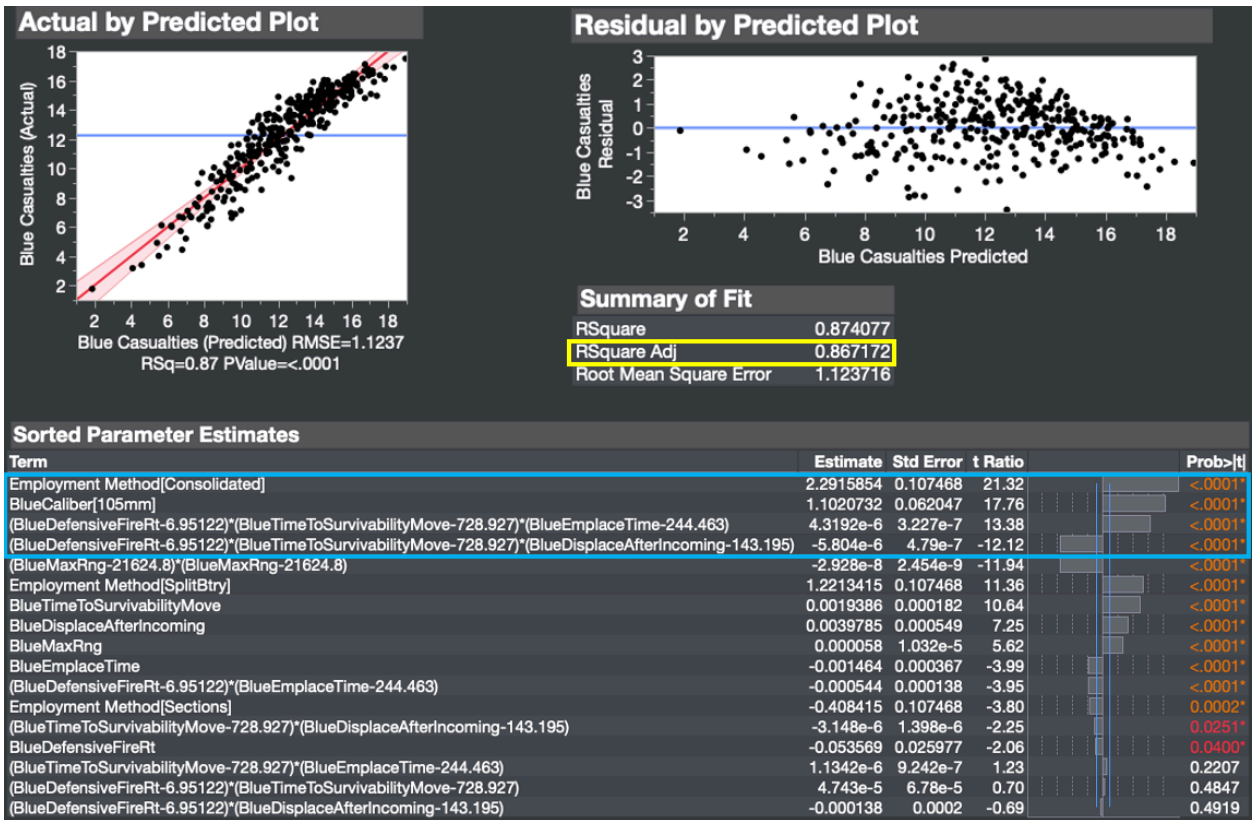 Actual by Predicted Plot
18
16
14
12
10
8
6
4
2
Blue Casualties (Actual)
2 4 6 8 10 12 14 16 18
Blue Casualties (Predicted) RMSE=1.1237
RSq=0.87 PValue=<.0001
Residual by Predicted Plot
3
2
1
0
-1
-2
-3
Blue Casualties
Residual
2 4 6 8 10 12 14 16 18
Blue Casualties Predicted
Summary of Fit
RSquare 0.874077
RSquare Adj 0.867172
Root Mean Square Error 1.123716
Sorted Parameter Estimates
Term Estimate Std Error t Ratio Prob>|t|
Employment Method[Consolidated] 2.2915854 0.107468 21.32 <.0001*
BlueCaliber[105mm] 1.1020732 0.062047 17.76 <.0001*
(BlueDefensiveFireRt-6.95122)*(BlueTimeToSurvivabilityMove-728.927)*(BlueEmplaceTime-244.463) 4.3192e-6 3.227e-7 13.38 <.0001*
(BlueDefensiveFireRt-6.95122)*(BlueTimeToSurvivabilityMove-728.927)*(BlueDisplaceAfterIncoming-143.195) -5.804e-6 4.79e-7 -12.12 <.0001*
(BlueMaxRng-21624.8)*(BlueMaxRng-21624.8) -2.928e-8 2.454e-9 -11.94 <.0001*
Employment Method[SplitBtry] 1.2213415 0.107468 11.36 <.0001*
BlueTimeToSurvivabilityMove 0.0019386 0.000182 10.64 <.0001*
BlueDisplaceAfterIncoming 0.0039785 0.000549 7.25 <.0001*
BlueMaxRng 0.000058 1.032e-5 5.62 <.0001*
BlueEmplaceTime -0.001464 0.000367 -3.99 <.0001*
(BlueDefensiveFireRt-6.95122)*(BlueEmplaceTime-244.463) -0.000544 0.000138 -3.95 <.0001*
Employment Method[Sections] -0.408415 0.107468 -3.80 0.0002*
(BlueTimeToSurvivabilityMove-728.927)*(BlueDisplaceAfterIncoming-143.195) -3.148e-6 1.398e-6 -2.25 0.0251*
BlueDefensiveFireRt -0.053569 0.025977 -2.06 0.0400*
(BlueTimeToSurvivabilityMove-728.927)*(BlueEmplaceTime-244.463) 1.1342e-6 9.242e-7 1.23 0.2207
(BlueDefensiveFireRt-6.95122)*(BlueTimeToSurvivabilityMove-728.927) 4.743e-5 6.78e-5 0.70 0.4847
(BlueDefensiveFireRt-6.95122)*(BlueDisplaceAfterIncoming-143.195) -0.000138 0.0002 -0.69 0.4919